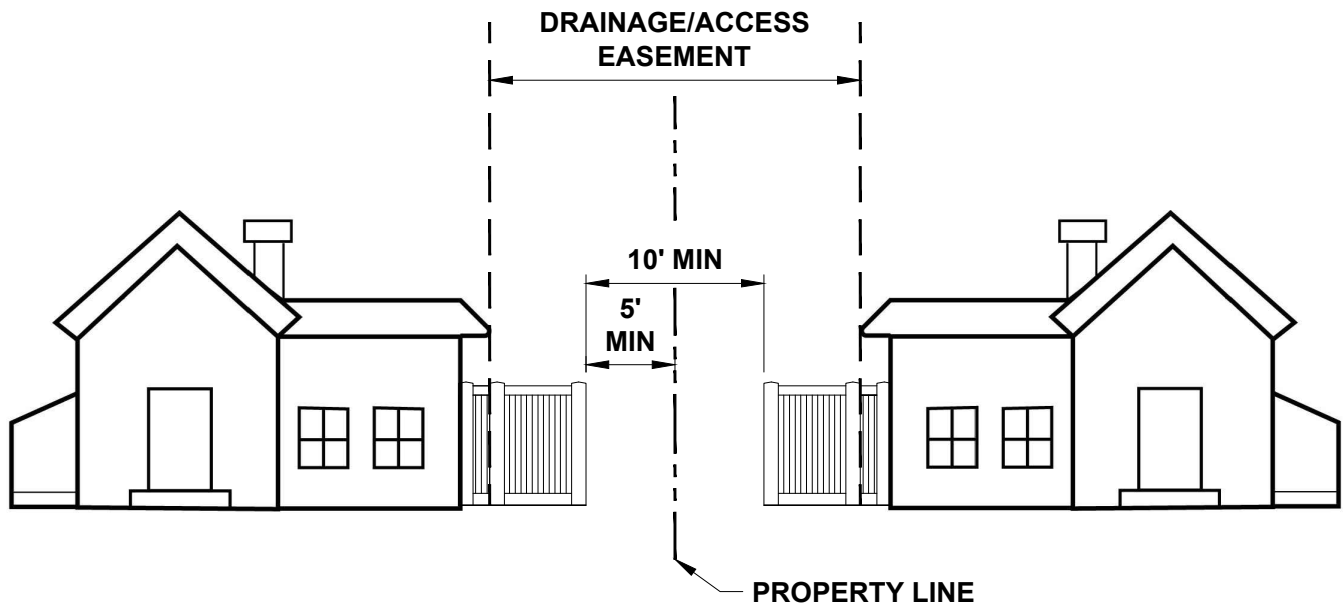 DRAINAGE/ACCESS
EASEMENT
10' MIN
5'
MIN
PROPERTY LINE